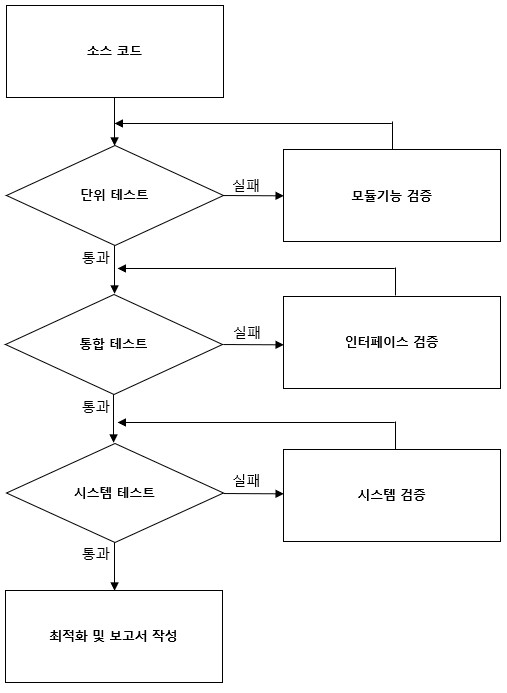 소스 코드
단위 테스트
실패
모듈기능 검증
통과
통합 테스트
실패
인터페이스 검증
통과
시스템 테스트
실패
시스템 검증
통과
최적화 및 보고서 작성